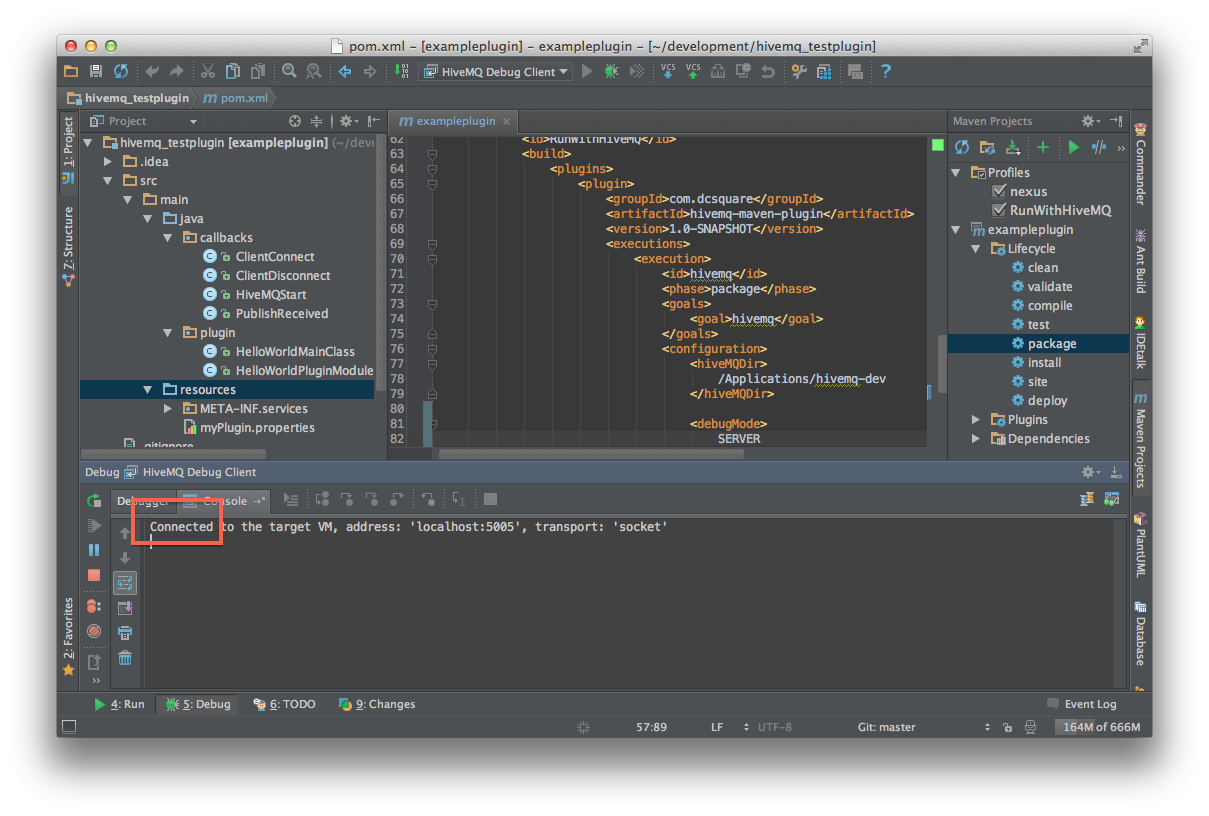 pom.xml – [exampleplugin] – exampleplugin – [~/development/hivemq_testplugin]
HiveMQ Debug Client
VCS VCS
hivemq_testplugin
m pom.xml
1: Project
7: Structure
2: Favorites
Project
hivemq_testplugin [exampleplugin] (~/deve
.idea
src
main
java
callbacks
ClientConnect
ClientDisconnect
HiveMQStart
PublishReceived
plugin
HelloWorldMainClass
HelloWorldPluginModule
resources
META-INF.services
myPlugin.properties
.gitignore
m exampleplugin
62 <id>RunWithHiveMQ</id>
63 <build>
64 <plugins>
65 <plugin>
66 <groupId>com.dcsquare</groupId>
67 <artifactId>hivemq-maven-plugin</artifactId>
68 <version>1.0-SNAPSHOT</version>
69 <executions>
70 <execution>
71 <id>hivemq</id>
72 <phase>package</phase>
73 <goals>
74 <goal>hivemq</goal>
75 </goals>
76 <configuration>
77 <hiveMQDir>
78 /Applications/hivemq-dev
79 </hiveMQDir>
80
81 <debugMode>
82 SERVER
Maven Projects
Profiles
nexus
RunWithHiveMQ
exampleplugin
Lifecycle
clean
validate
compile
test
package
install
site
deploy
Plugins
Dependencies
Commander
Ant Build
IDEtalk
Maven Projects
PlantUML
Database
Debug HiveMQ Debug Client
Debugger
Console
Connected to the target VM, address: 'localhost:5005', transport: 'socket'
4: Run
5: Debug
6: TODO
9: Changes
Event Log
57:89
LF
UTF-8
Git: master
164M of 666M